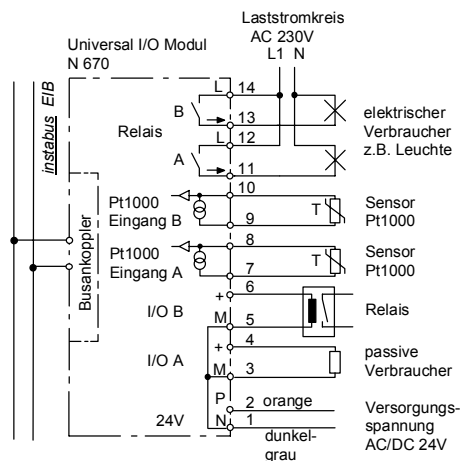 Laststromkreis
AC 230V
L1 N
Universal I/O Modul
N 670
instabus EIB
Busankoppler
L 14
B
13
Relais
L 12
A
11
elektrischer
Verbraucher
z.B. Leuchte
10
Pt1000
Eingang B
9
T
Sensor
Pt1000
8
Pt1000
Eingang A
7
T
Sensor
Pt1000
+ 6
I/O B
M 5
Relais
+ 4
I/O A
M 3
passive
Verbraucher
P 2 orange
24V
N 1
dunkel-
grau
Versorgungs-
spannung
AC/DC 24V